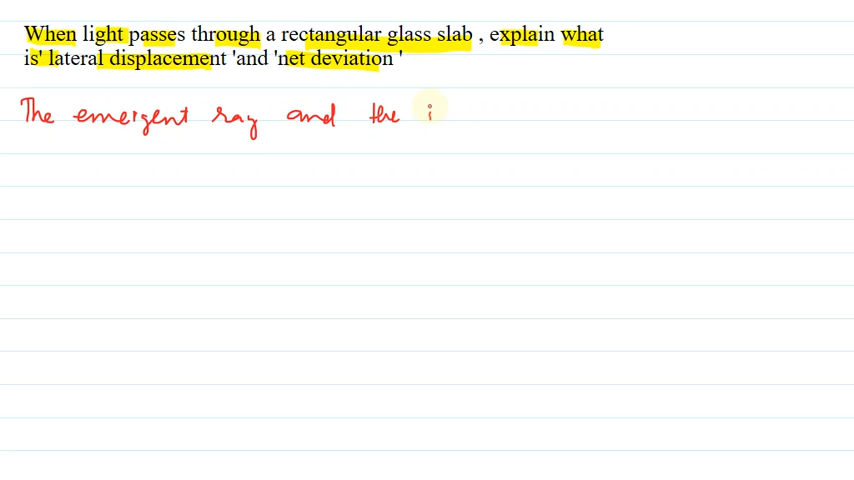 When light passes through a rectangular glass slab , explain what
is' lateral displacement 'and 'net deviation '
The emergent ray and the i